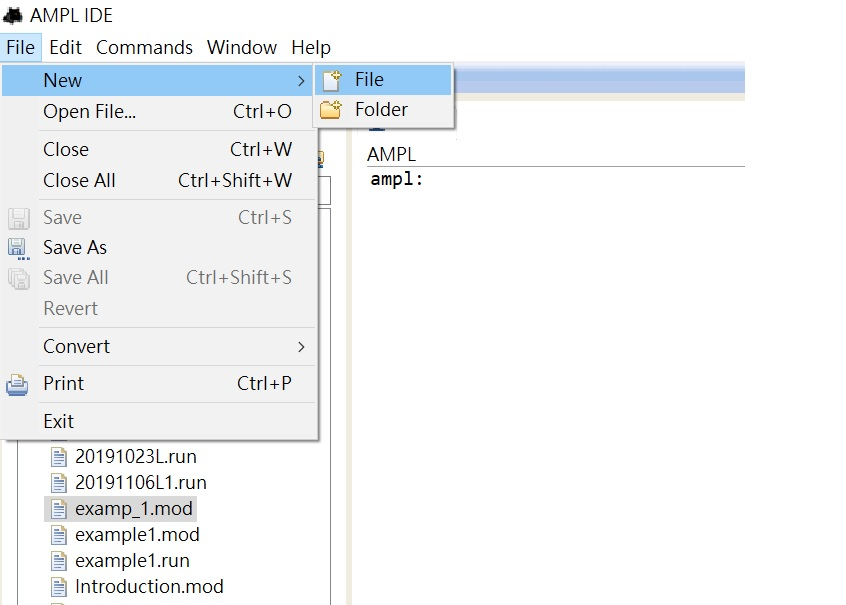 AMPL IDE
File Edit Commands Window Help
New
File
Open File... Ctrl+O
Folder
Close Ctrl+W
Close All Ctrl+Shift+W
Save Ctrl+S
Save As
Save All Ctrl+Shift+S
Revert
Convert
Print Ctrl+P
Exit
AMPL
ampl:
20191023L.run
20191106L1.run
examp_1.mod
example1.mod
example1.run
Introduction.mod